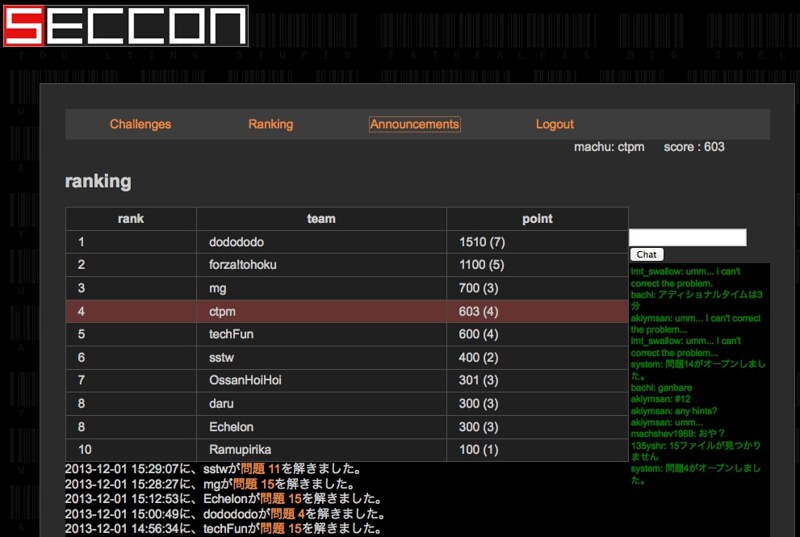 SECCON
YOU LYING STUPID FATHERLESS BIG SMEL
Challenges Ranking Announcements Logout
machu: ctpm score : 603
ranking
rank team point
1 dodododo 1510 (7)
2 forza!tohoku 1100 (5)
3 mg 700 (3)
4 ctpm 603 (4)
5 techFun 600 (4)
6 sstw 400 (2)
7 OssanHoiHoi 301 (3)
8 daru 300 (3)
8 Echelon 300 (3)
10 Ramupirika 100 (1)
Chat
lmt_swallow: umm... i can't
correct the problem.
bachi: アディショナルタイムは3
分
aklymsan: umm... i can't correct
the problem...
lmt_swallow: umm... i can't
correct the problem...
system: 問題14がオープンしまし
た。
bachi: ganbare
aklymsan: #12
aklymsan: any hints?
aklymsan: umm...
machshev1969: おや？
135yshr: 15ファイルが見つかり
ません
system: 問題4がオープンしまし
た。
2013-12-01 15:29:07に、sstwが問題 11を解きました。
2013-12-01 15:28:27に、mgが問題 15を解きました。
2013-12-01 15:12:53に、Echelonが問題 15を解きました。
2013-12-01 15:00:49に、dodododoが問題 4を解きました。
2013-12-01 14:56:34に、techFunが問題 15を解きました。